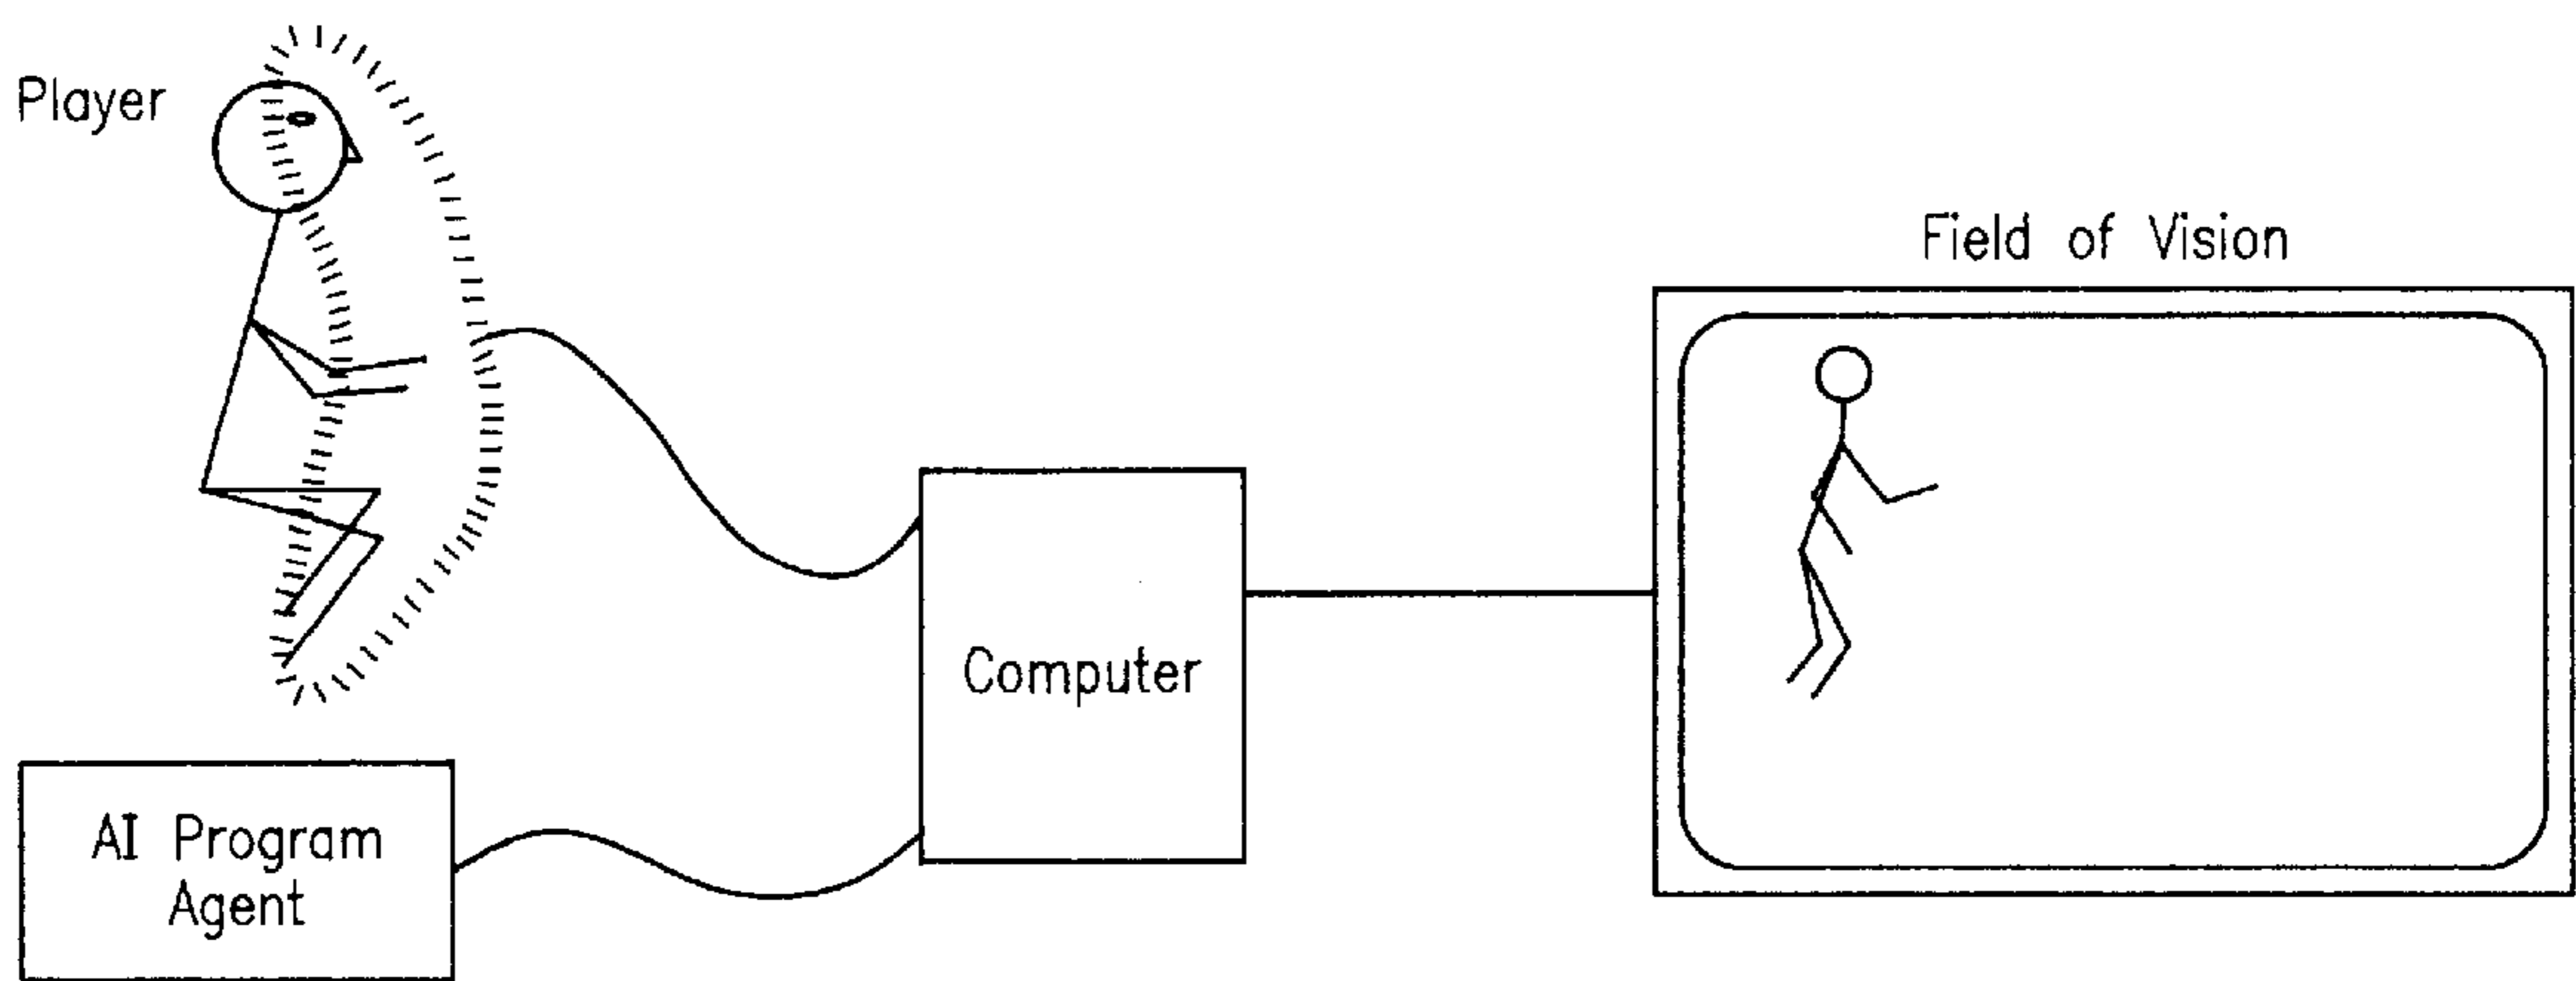 Player
Field of Vision
Computer
AI Program
Agent